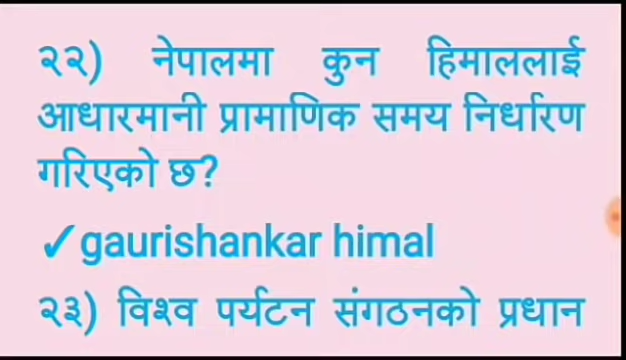 २२) नेपालमा कुन हिमाललाई
आधारमानी प्रामाणिक समय निर्धारण
गरिएको छ?
✓gaurishankar himal
२३) विश्व पर्यटन संगठनको प्रधान